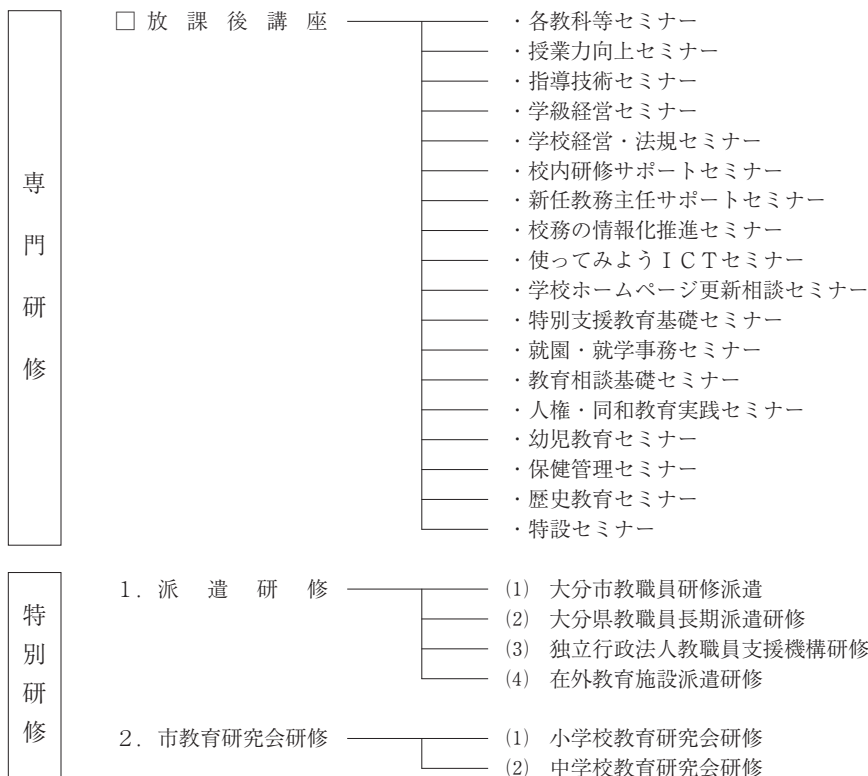 専門研修
□ 放課後講座
・各教科等セミナー
・授業力向上セミナー
・指導技術セミナー
・学級経営セミナー
・学校経営・法規セミナー
・校内研修サポートセミナー
・新任教務主任サポートセミナー
・校務の情報化推進セミナー
・使ってみようＩＣＴセミナー
・学校ホームページ更新相談セミナー
・特別支援教育基礎セミナー
・就園・就学事務セミナー
・教育相談基礎セミナー
・人権・同和教育実践セミナー
・幼児教育セミナー
・保健管理セミナー
・歴史教育セミナー
・特設セミナー
特別研修
１．派遣研修
⑴ 大分市教職員研修派遣
⑵ 大分県教職員長期派遣研修
⑶ 独立行政法人教職員支援機構研修
⑷ 在外教育施設派遣研修
２．市教育研究会研修
⑴ 小学校教育研究会研修
⑵ 中学校教育研究会研修